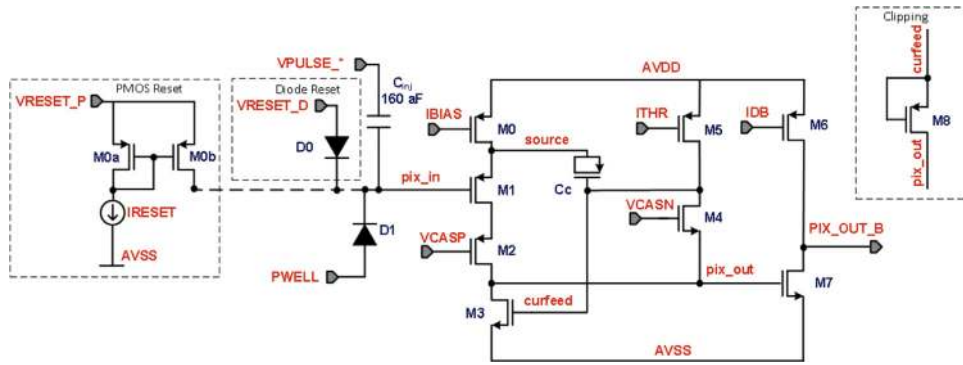 Clipping
curfeed
M8
pix_out
PMOS Reset
VRESET_P
M0a
M0b
IRESET
AVSS
Diode Reset
VRESET_D
D0
VPULSE_*
Cinj
160 aF
D1
PWELL
pix_in
AVDD
IBIAS
M0
source
ITHR
M5
IDB
M6
M1
Cc
VCASN
M4
VCASP
M2
pix_out
PIX_OUT_B
M7
M3
curfeed
AVSS